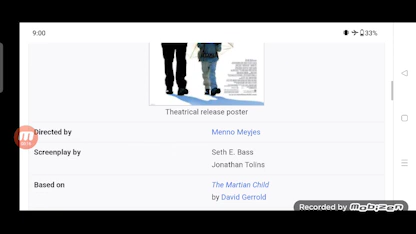 9:00
33%
Theatrical release poster
Directed by Menno Meyjes
Screenplay by Seth E. Bass
Jonathan Tolins
Based on The Martian Child
by David Gerrold
Recorded by Mobizen